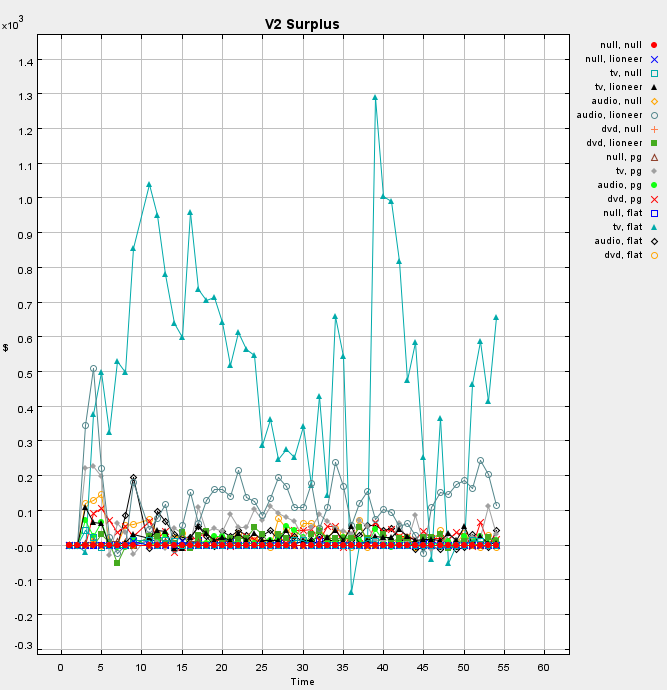 V2 Surplus
x10^3
1.4
1.3
1.2
1.1
1.0
0.9
0.8
0.7
0.6
0.5
0.4
0.3
0.2
0.1
-0.0
-0.1
-0.2
-0.3
$
0 5 10 15 20 25 30 35 40 45 50 55 60
Time
null, null
null, lioneer
tv, null
tv, lioneer
audio, null
audio, lioneer
dvd, null
dvd, lioneer
null, pg
tv, pg
audio, pg
dvd, pg
null, flat
tv, flat
audio, flat
dvd, flat